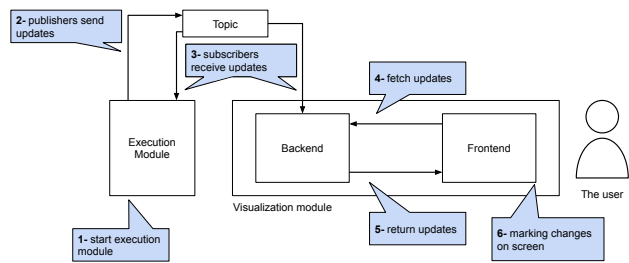 2- publishers send
updates
Topic
3- subscribers
receive updates
4- fetch updates
Execution
Module
Backend
Frontend
The user
Visualization module
1- start execution
module
5- return updates
6- marking changes
on screen